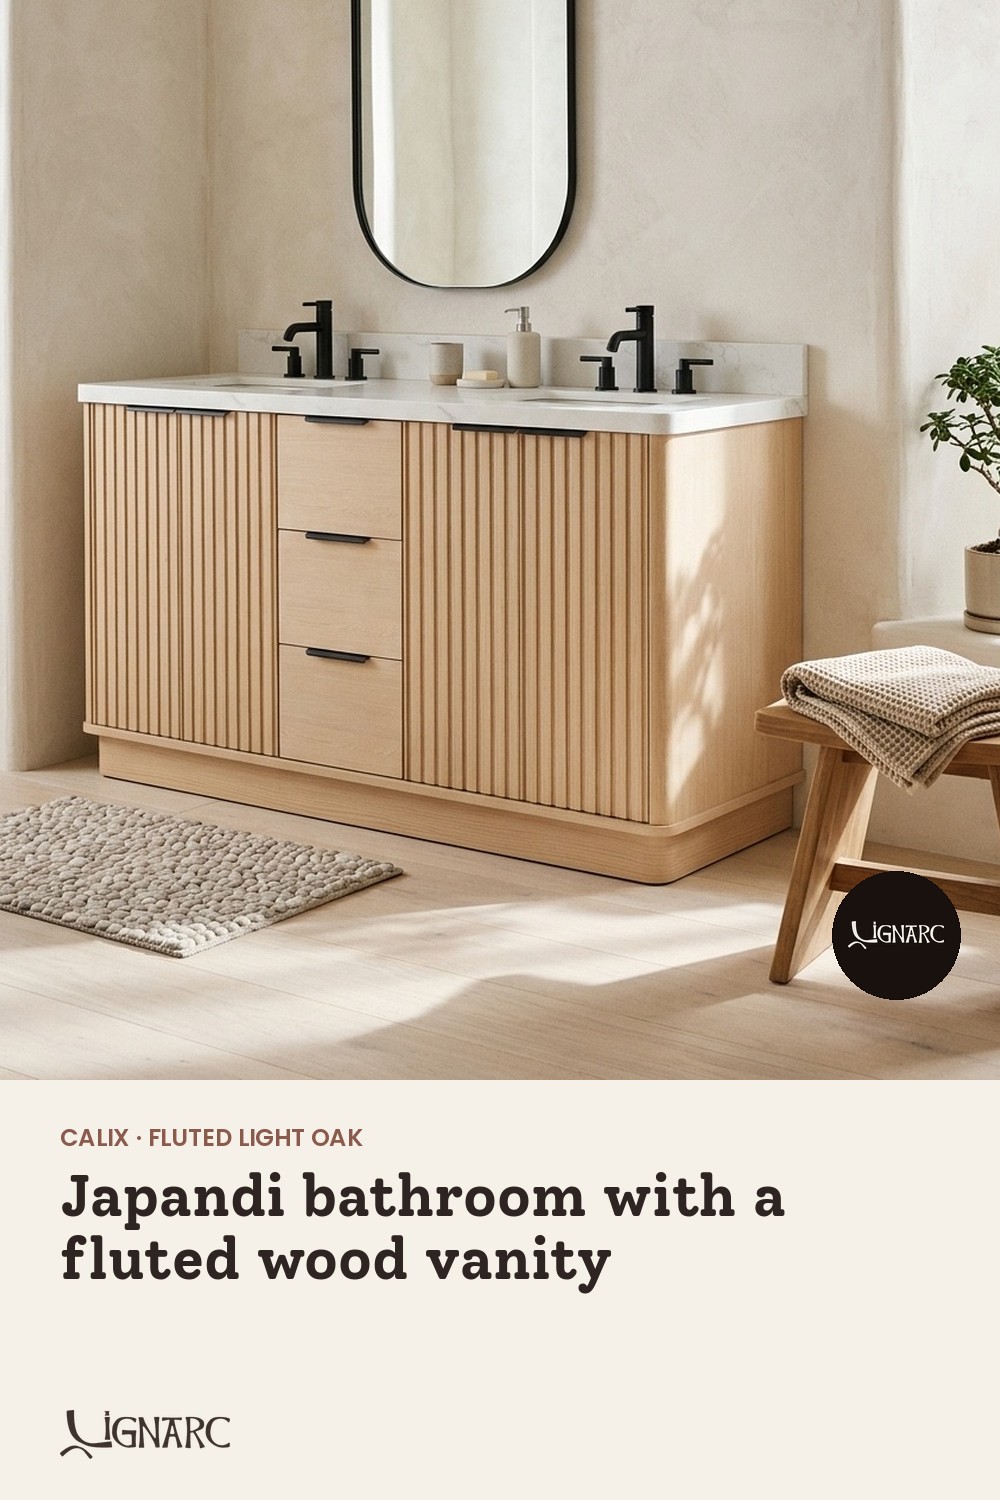 LIGNARC
CALIX · FLUTED LIGHT OAK
Japandi bathroom with a
fluted wood vanity
LIGNARC